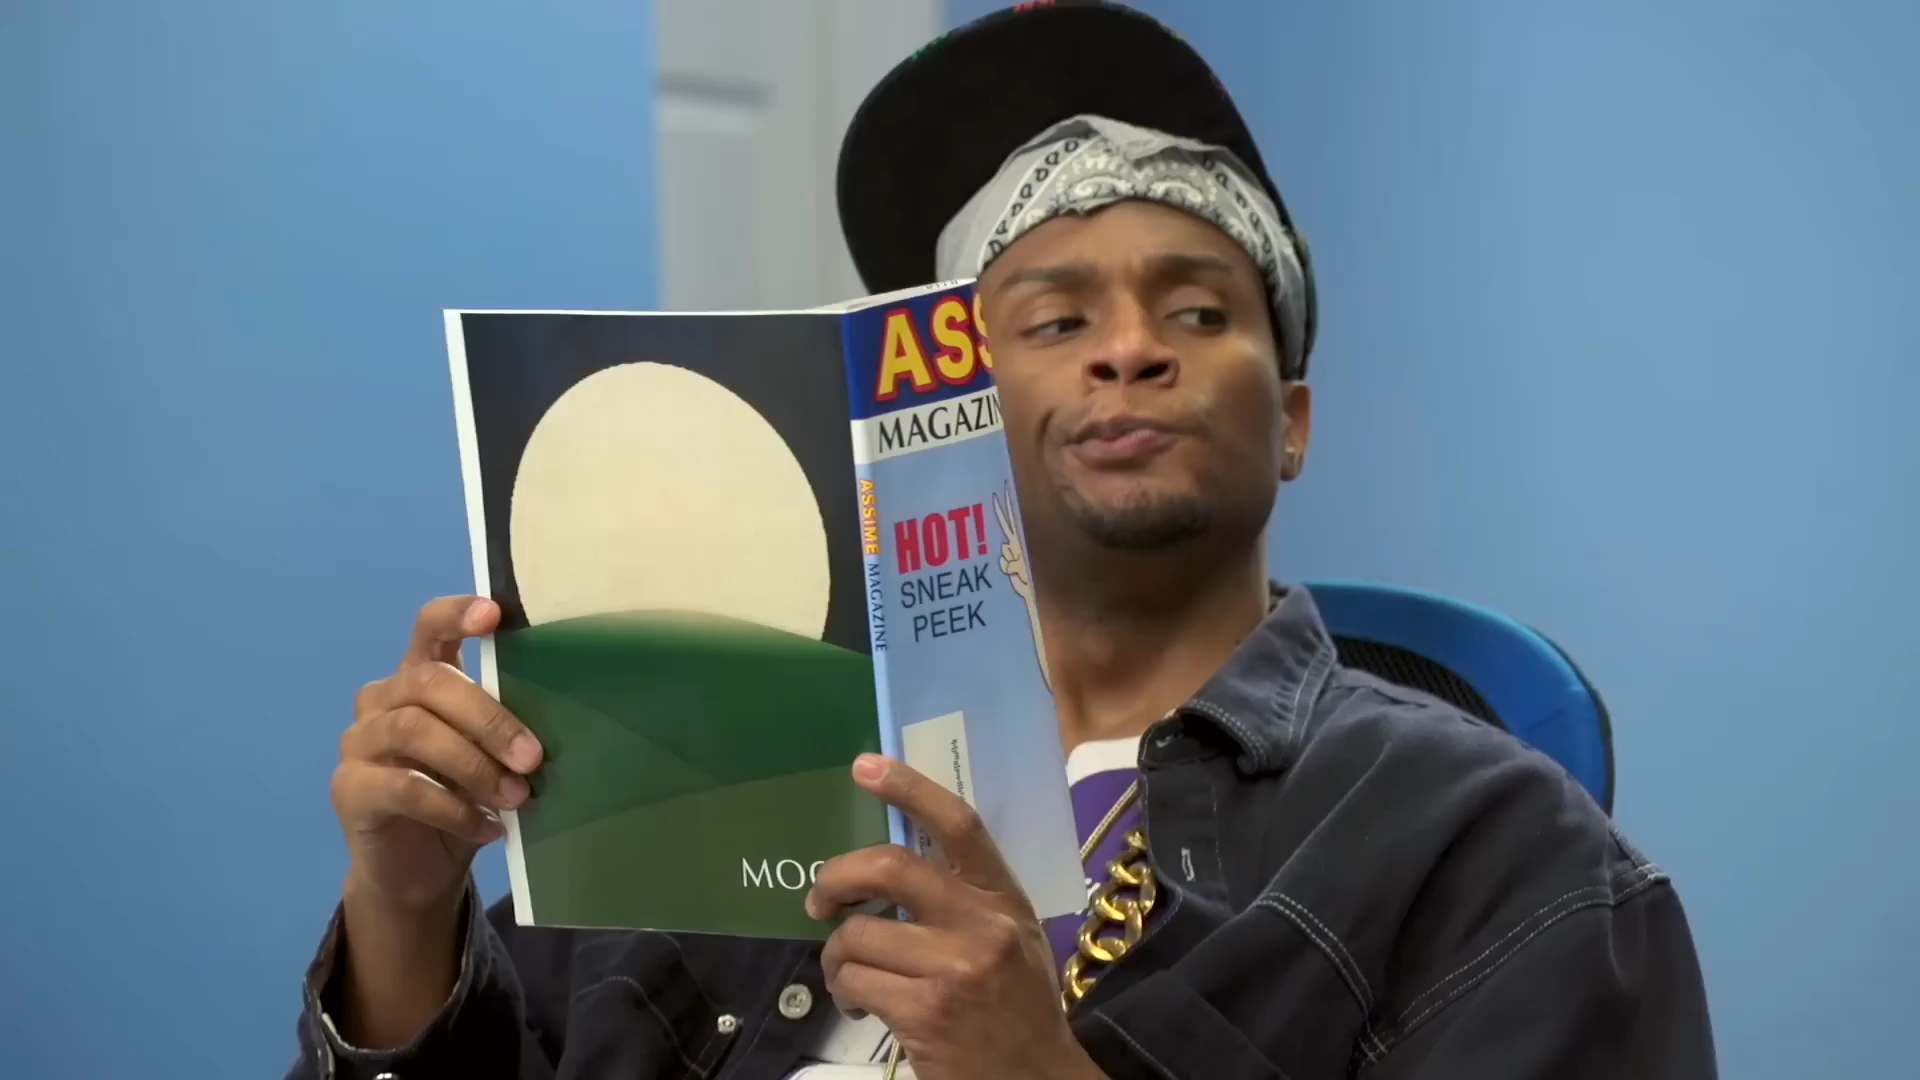 ASS
MAGAZIN
HOT!
SNEAK
PEEK
ASSIME MAGAZINE
MOO